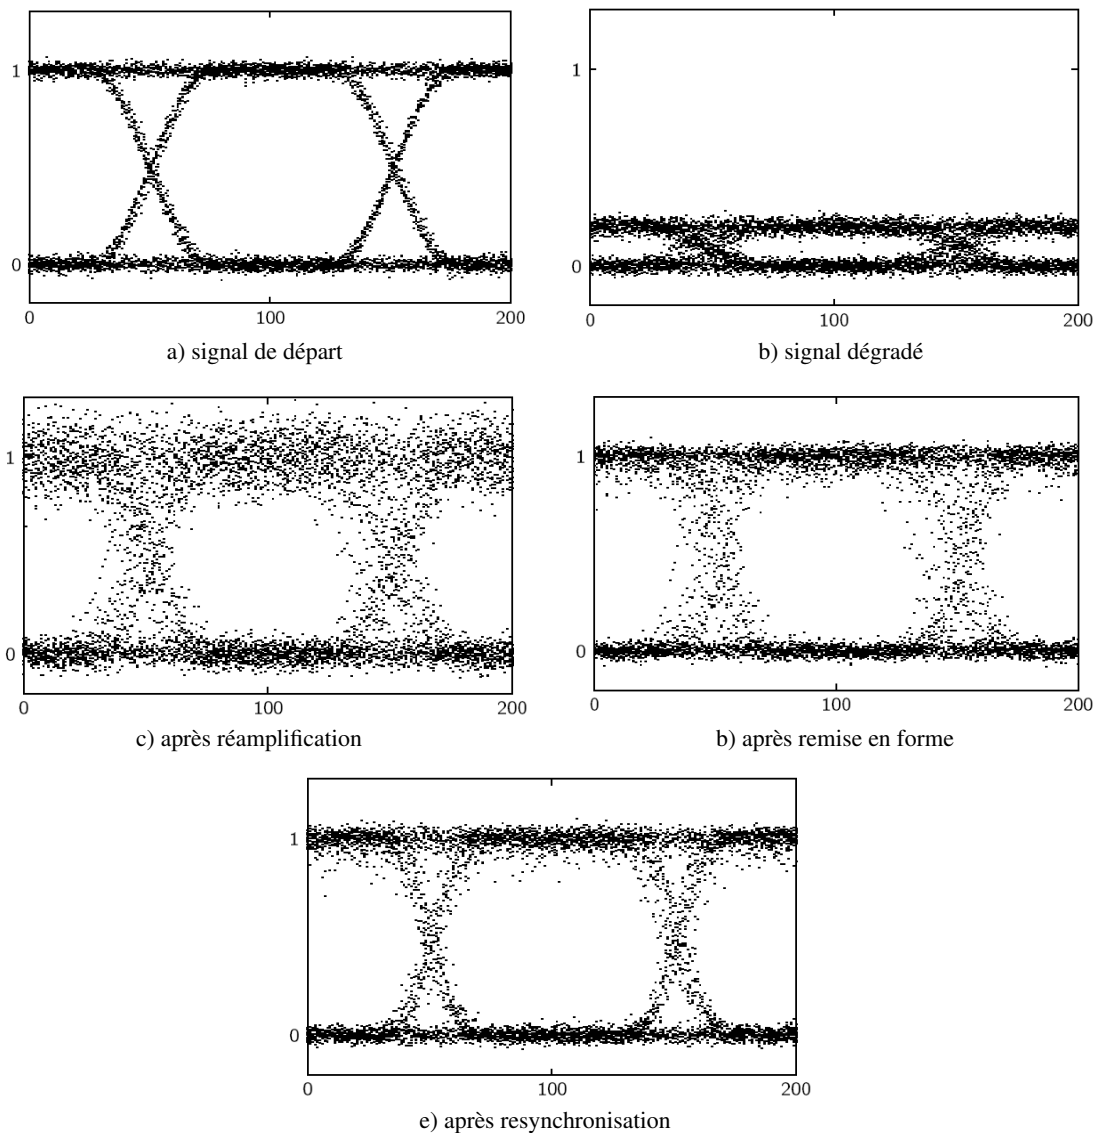 1
0
0 100 200
a) signal de départ
1
0
0 100 200
b) signal dégradé
1
0
0 100 200
c) après réamplification
1
0
0 100 200
b) après remise en forme
1
0
0 100 200
e) après resynchronisation